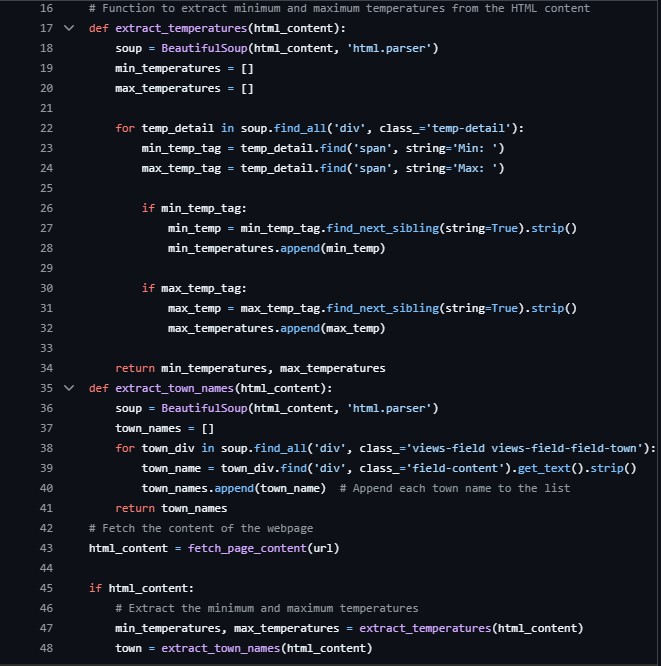 16 # Function to extract minimum and maximum temperatures from the HTML content
17 def extract_temperatures(html_content):
18     soup = BeautifulSoup(html_content, 'html.parser')
19     min_temperatures = []
20     max_temperatures = []
21
22     for temp_detail in soup.find_all('div', class_='temp-detail'):
23         min_temp_tag = temp_detail.find('span', string='Min: ')
24         max_temp_tag = temp_detail.find('span', string='Max: ')
25
26         if min_temp_tag:
27             min_temp = min_temp_tag.find_next_sibling(string=True).strip()
28             min_temperatures.append(min_temp)
29
30         if max_temp_tag:
31             max_temp = max_temp_tag.find_next_sibling(string=True).strip()
32             max_temperatures.append(max_temp)
33
34     return min_temperatures, max_temperatures
35 def extract_town_names(html_content):
36     soup = BeautifulSoup(html_content, 'html.parser')
37     town_names = []
38     for town_div in soup.find_all('div', class_='views-field views-field-field-town'):
39         town_name = town_div.find('div', class_='field-content').get_text().strip()
40         town_names.append(town_name)  # Append each town name to the list
41     return town_names
42 # Fetch the content of the webpage
43 html_content = fetch_page_content(url)
44
45 if html_content:
46     # Extract the minimum and maximum temperatures
47     min_temperatures, max_temperatures = extract_temperatures(html_content)
48     town = extract_town_names(html_content)